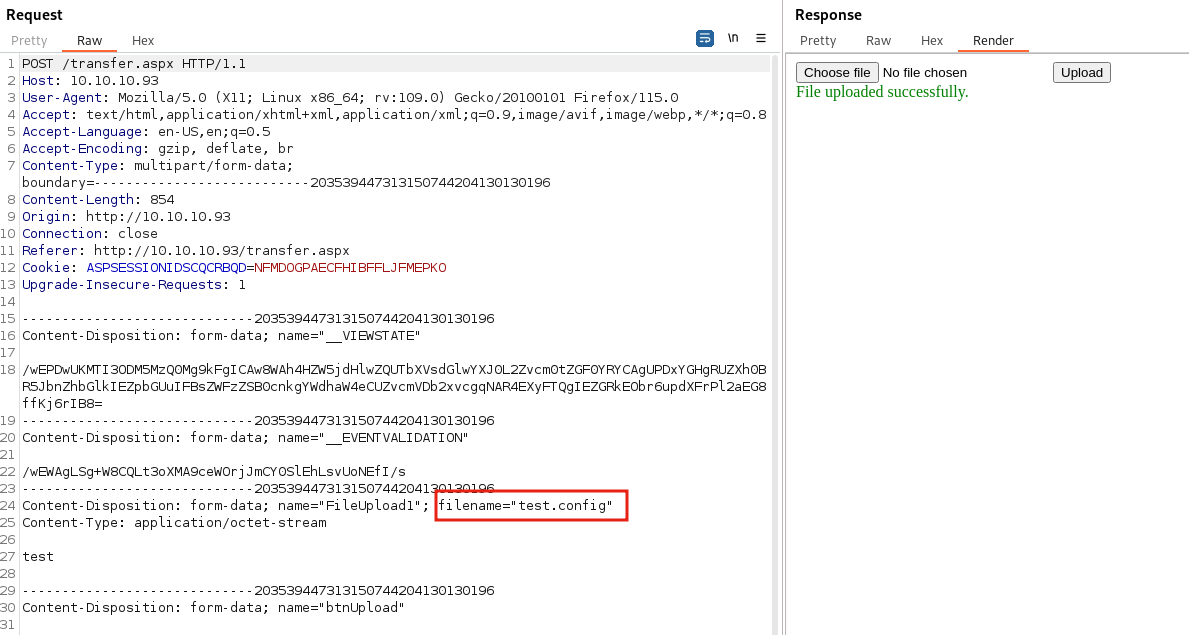 Request
Pretty Raw Hex
\n
1 POST /transfer.aspx HTTP/1.1
2 Host: 10.10.10.93
3 User-Agent: Mozilla/5.0 (X11; Linux x86_64; rv:109.0) Gecko/20100101 Firefox/115.0
4 Accept: text/html,application/xhtml+xml,application/xml;q=0.9,image/avif,image/webp,*/*;q=0.8
5 Accept-Language: en-US,en;q=0.5
6 Accept-Encoding: gzip, deflate, br
7 Content-Type: multipart/form-data;
boundary=---------------------------203539447313150744204130130196
8 Content-Length: 854
9 Origin: http://10.10.10.93
10 Connection: close
11 Referer: http://10.10.10.93/transfer.aspx
12 Cookie: ASPSESSIONIDSCQCRBQD=NFMDOGPAECFHIBFFLJFMEPKO
13 Upgrade-Insecure-Requests: 1
14
15 -----------------------------203539447313150744204130130196
16 Content-Disposition: form-data; name="__VIEWSTATE"
17
18 /wEPDwUKMTI3ODM5MzQ0Mg9kFgICAw8WAh4HZW5jdHlwZQUTbXVsdGlwYXJ0L2Zvcm0tZGF0YRYCAgUPDxYGHgRUZXh0B
R5JbnZhbGlkIEZpbGUuIFBsZWFzZSB0cnkgYWdhaW4eCUZvcmVDb2xvcgqNAR4EXyFTQgIEZGRkE0br6updXFrPl2aEG8
ffKj6rIB8=
19 -----------------------------203539447313150744204130130196
20 Content-Disposition: form-data; name="__EVENTVALIDATION"
21
22 /wEWAgLSg+W8CQLt3oXMA9ceWOrjJmCY0SlEhLsvUoNEfI/s
23 -----------------------------203539447313150744204130130196
24 Content-Disposition: form-data; name="FileUpload1"; filename="test.config"
25 Content-Type: application/octet-stream
26
27 test
28
29 -----------------------------203539447313150744204130130196
30 Content-Disposition: form-data; name="btnUpload"
31
Response
Pretty Raw Hex Render
Choose file No file chosen Upload
File uploaded successfully.